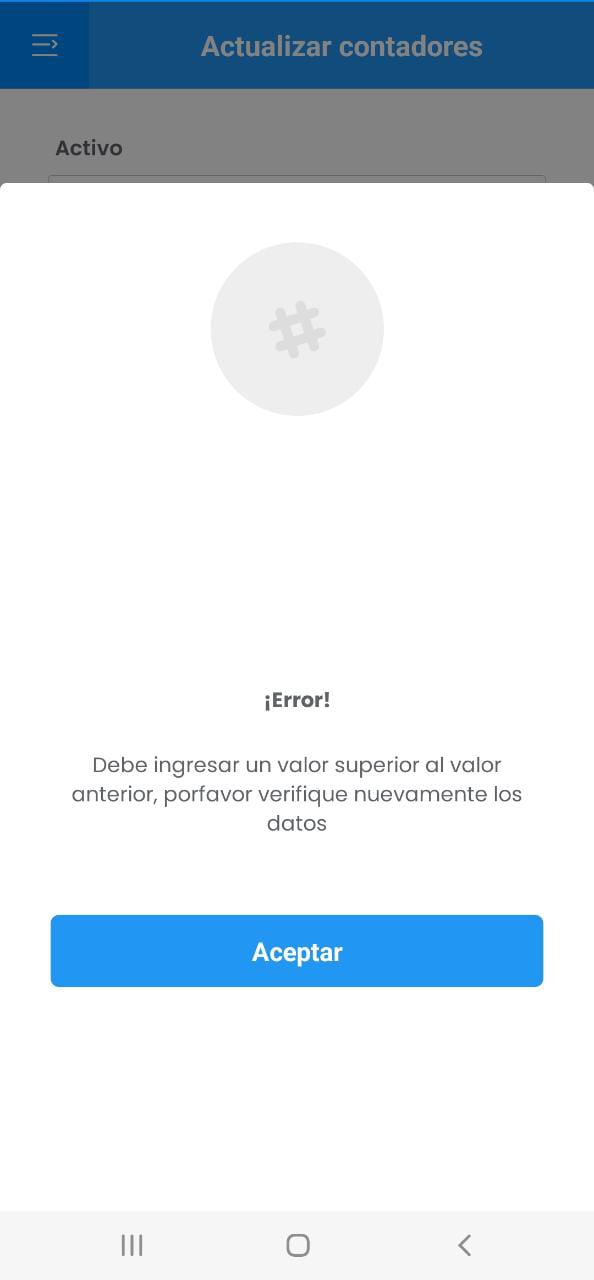 Actualizar contadores
Activo
¡Error!
Debe ingresar un valor superior al valor
anterior, porfavor verifique nuevamente los
datos
Aceptar